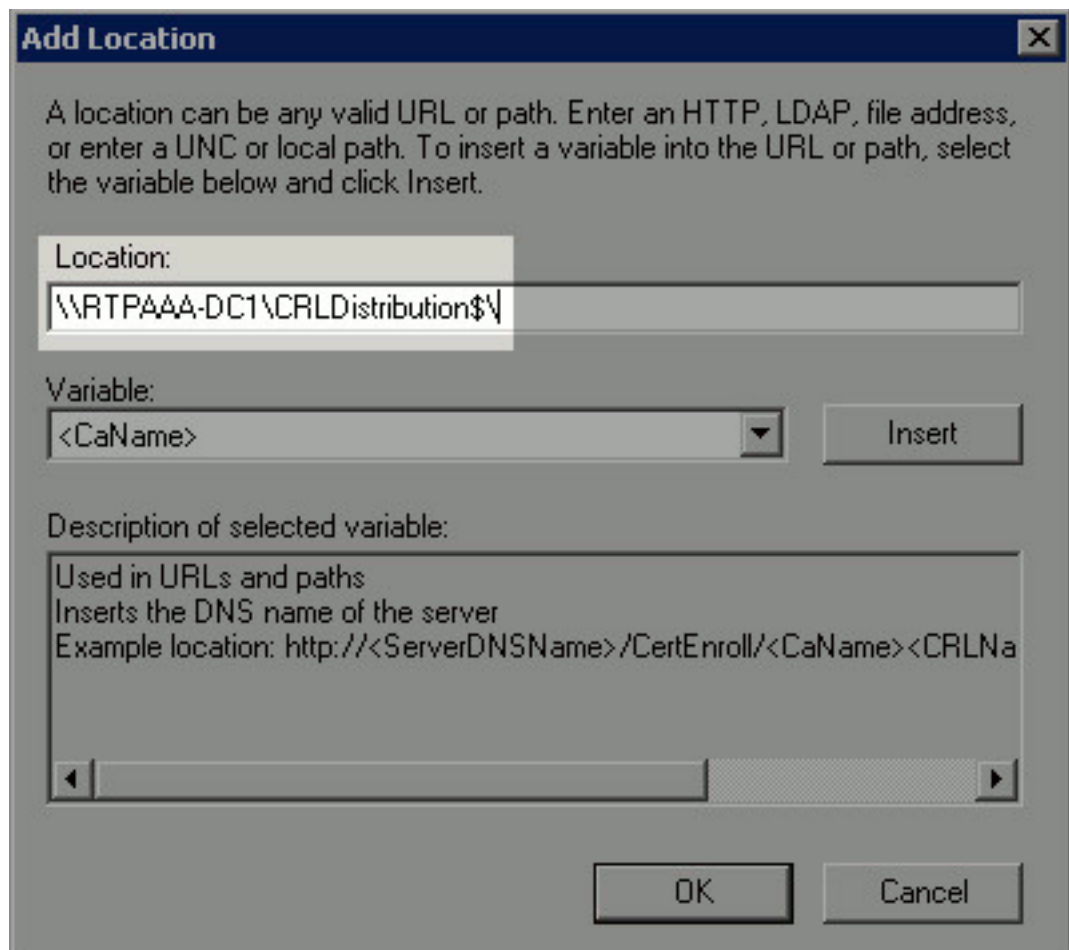 Add Location
A location can be any valid URL or path. Enter an HTTP, LDAP, file address,
or enter a UNC or local path. To insert a variable into the URL or path, select
the variable below and click Insert.
Location:
\\RTPAAA-DC1\CRLDistribution$\
Variable:
<CaName>
Insert
Description of selected variable:
Used in URLs and paths
Inserts the DNS name of the server
Example location: http://<ServerDNSName>/CertEnroll/<CaName><CRLNa
OK
Cancel